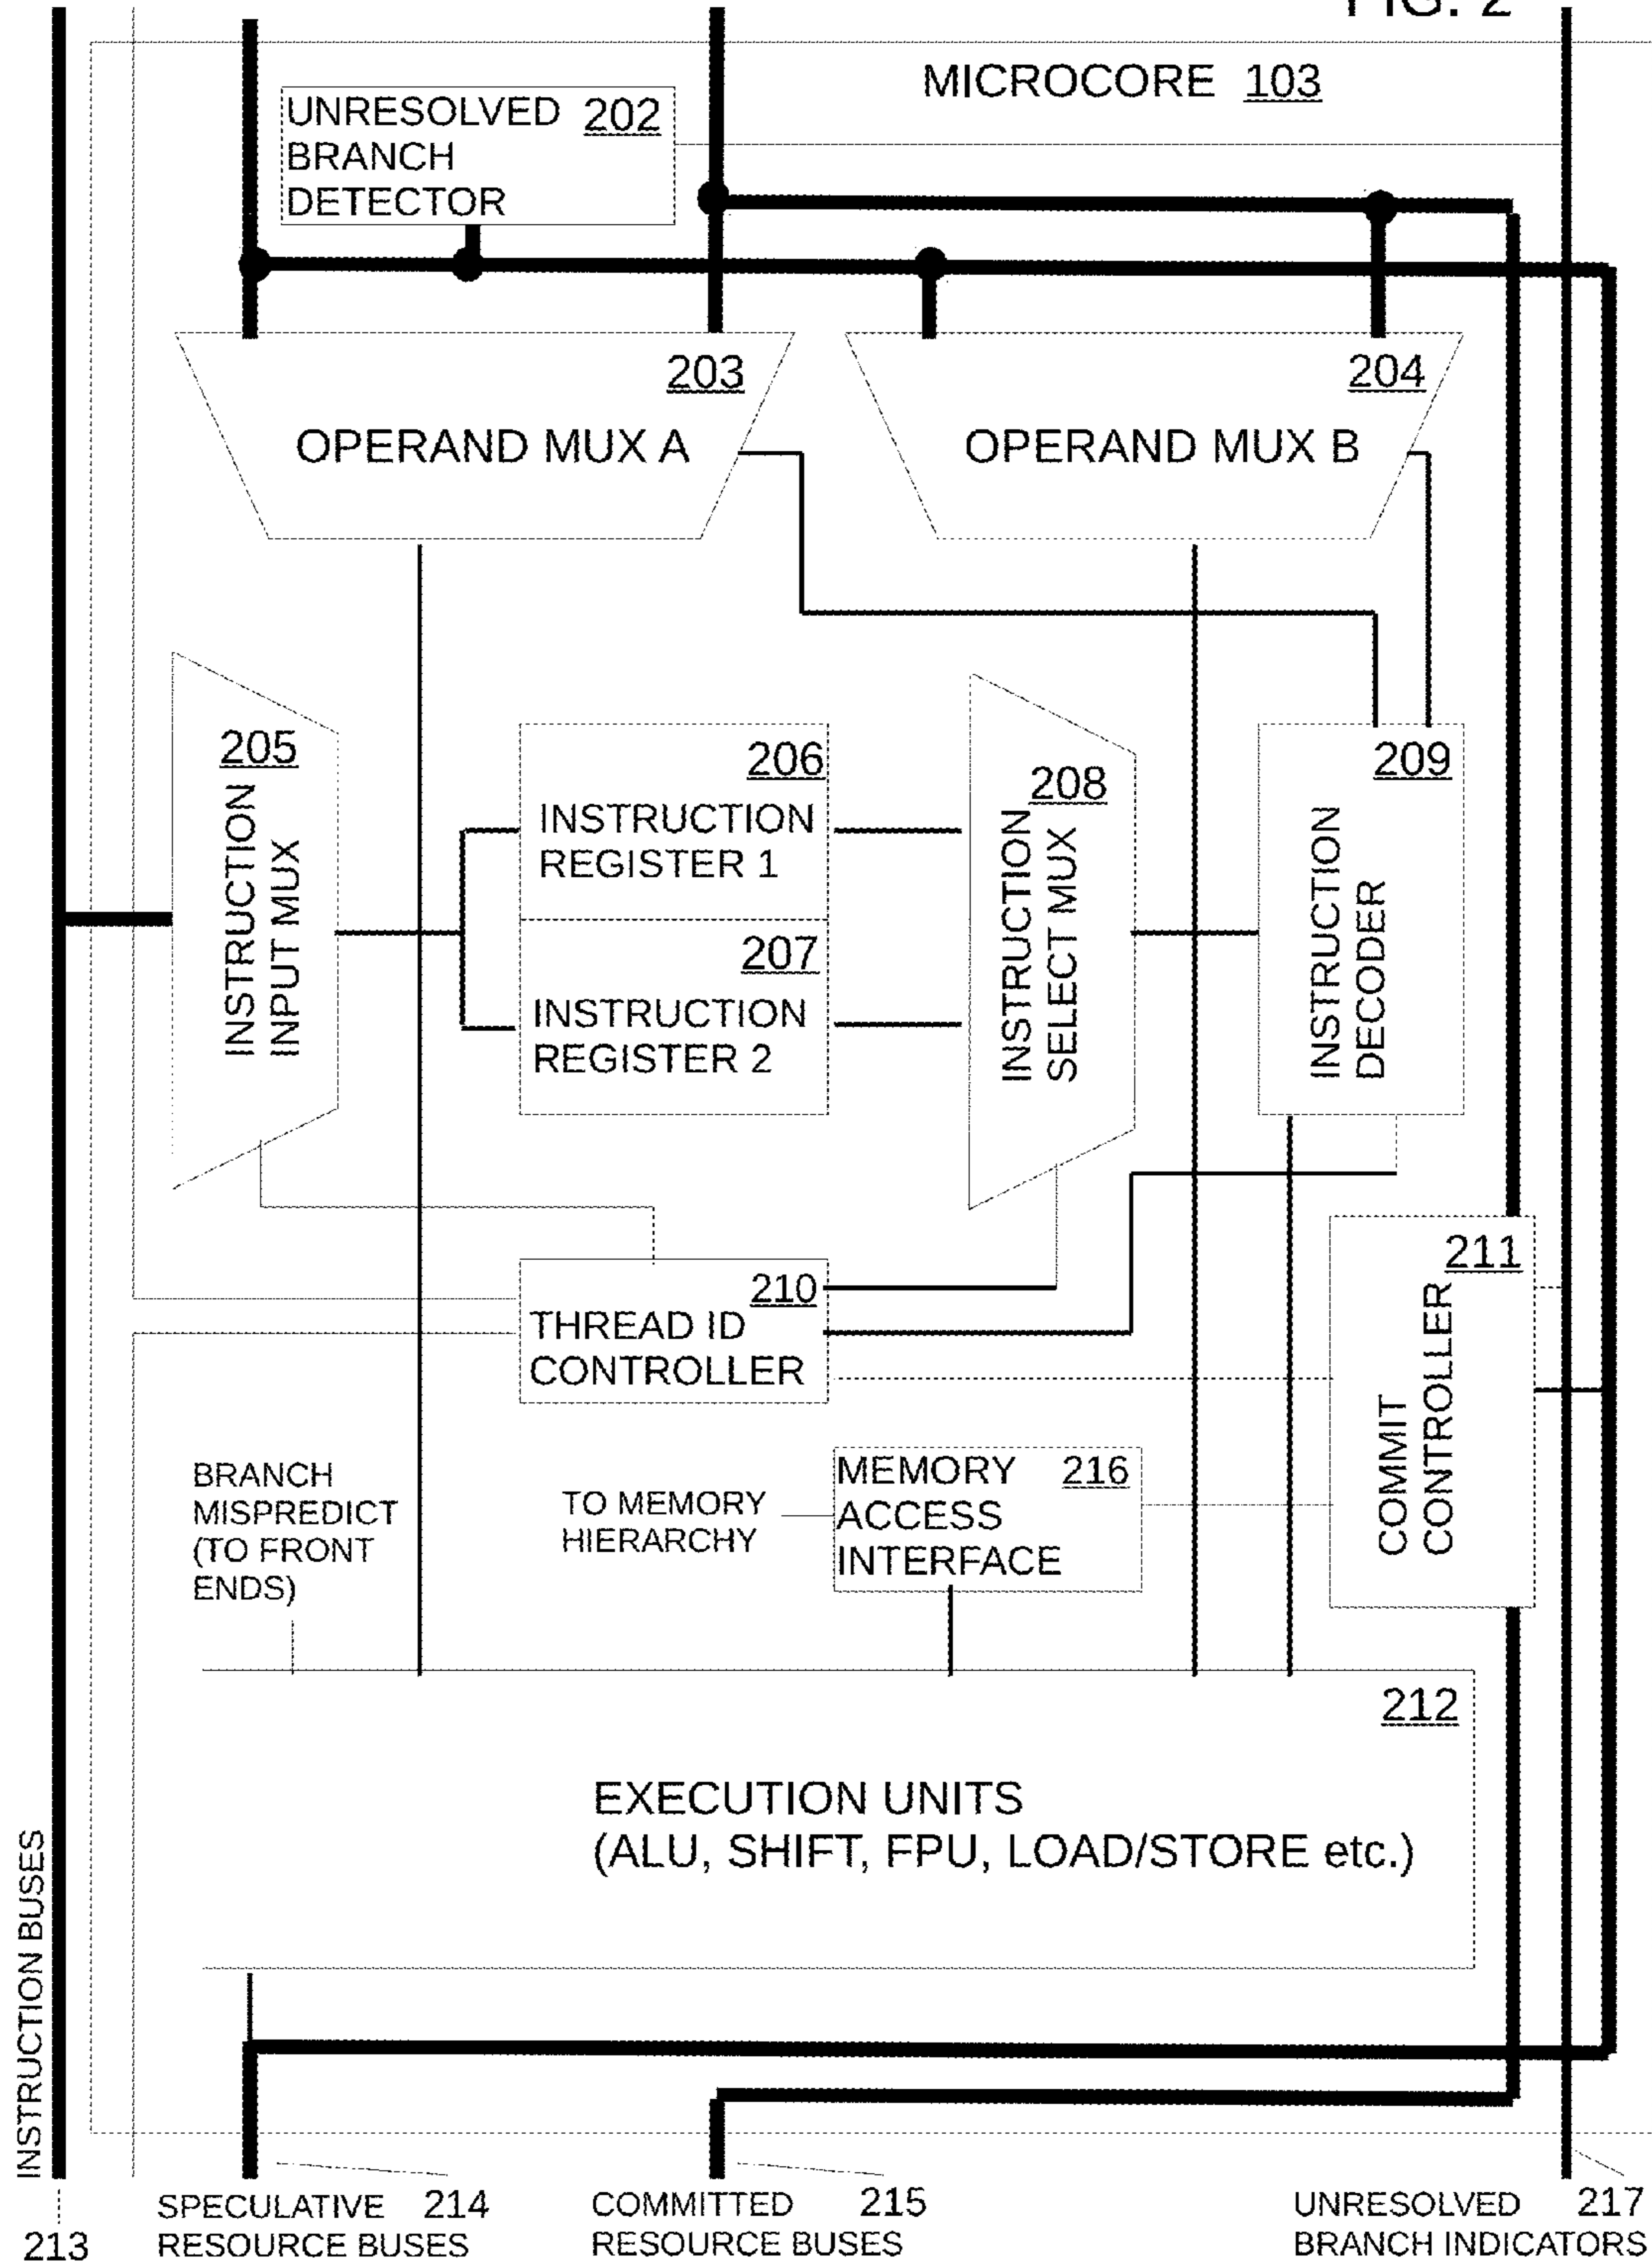 FIG. 2
MICROCORE 103
UNRESOLVED 202
BRANCH
DETECTOR
203
OPERAND MUX A
204
OPERAND MUX B
205
INSTRUCTION
INPUT MUX
206
INSTRUCTION
REGISTER 1
207
INSTRUCTION
REGISTER 2
208
INSTRUCTION
SELECT MUX
209
INSTRUCTION
DECODER
210
THREAD ID
CONTROLLER
211
COMMIT
CONTROLLER
BRANCH
MISPREDICT
(TO FRONT
ENDS)
TO MEMORY
HIERARCHY
MEMORY 216
ACCESS
INTERFACE
212
EXECUTION UNITS
(ALU, SHIFT, FPU, LOAD/STORE etc.)
INSTRUCTION BUSES
213
SPECULATIVE 214
RESOURCE BUSES
COMMITTED 215
RESOURCE BUSES
UNRESOLVED 217
BRANCH INDICATORS